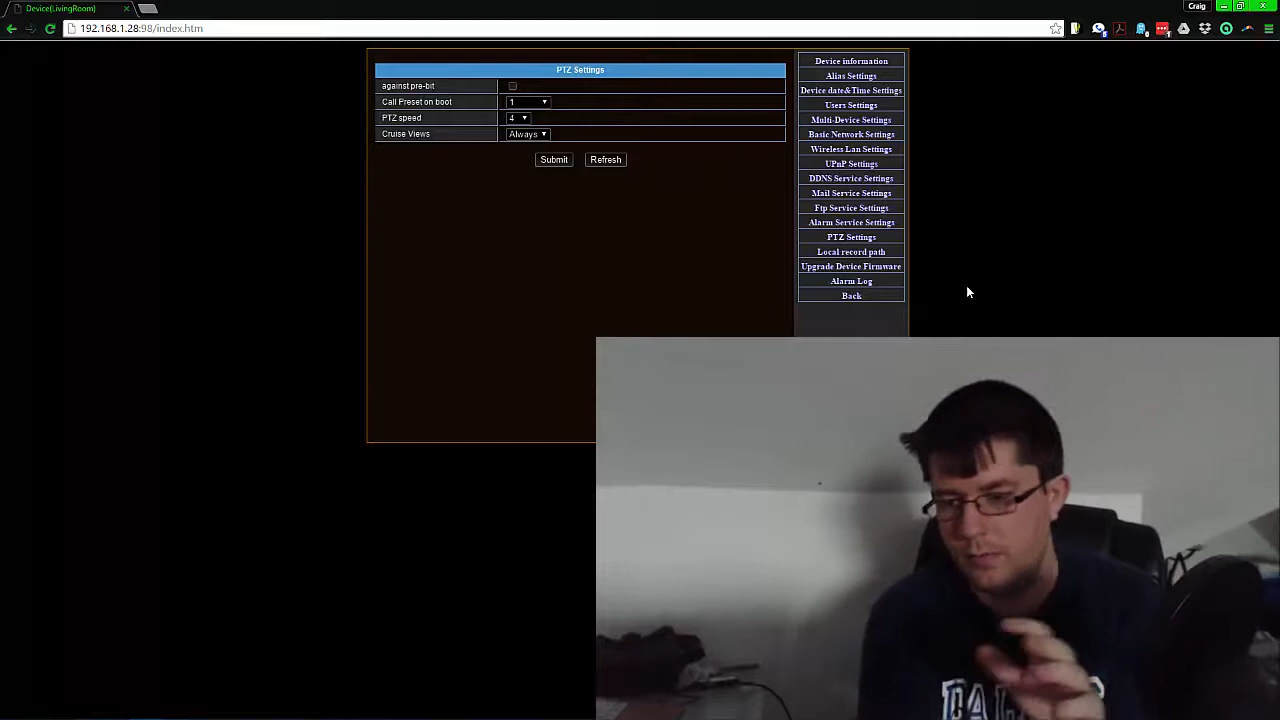 Device(LivingRoom)
Craig
192.168.1.28:98/index.htm
PTZ Settings
against pre-bit
Call Preset on boot 1
PTZ speed 4
Cruise Views Always
Submit Refresh
Device information
Alias Settings
Device date&Time Settings
Users Settings
Multi-Device Settings
Basic Network Settings
Wireless Lan Settings
UPnP Settings
DDNS Service Settings
Mail Service Settings
Ftp Service Settings
Alarm Service Settings
PTZ Settings
Local record path
Upgrade Device Firmware
Alarm Log
Back